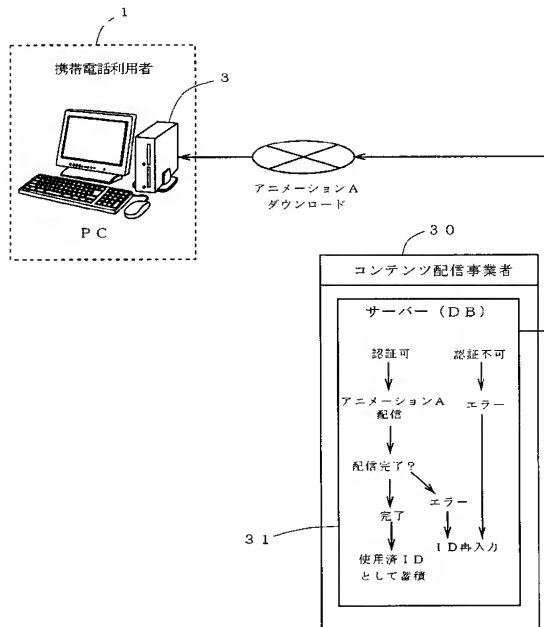 １
携帯電話利用者
３
ＰＣ
アニメーションＡ
ダウンロード
３０
コンテンツ配信事業者
サーバー（ＤＢ）
認証可
認証不可
アニメーションＡ
配信
エラー
配信完了？
完了
エラー
３１
使用済ＩＤ
として蓄積
ＩＤ再入力